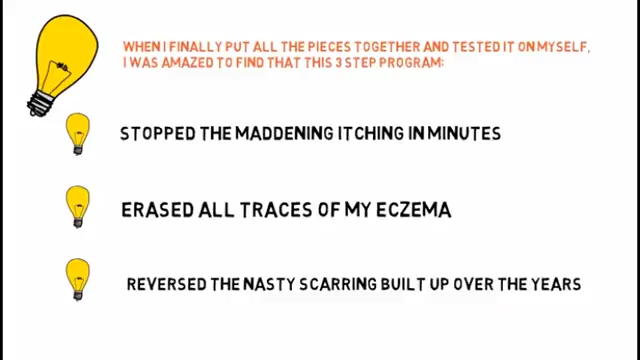 WHEN I FINALLY PUT ALL THE PIECES TOGETHER AND TESTED IT ON MYSELF,
I WAS AMAZED TO FIND THAT THIS 3 STEP PROGRAM:
STOPPED THE MADDENING ITCHING IN MINUTES
ERASED ALL TRACES OF MY ECZEMA
REVERSED THE NASTY SCARRING BUILT UP OVER THE YEARS